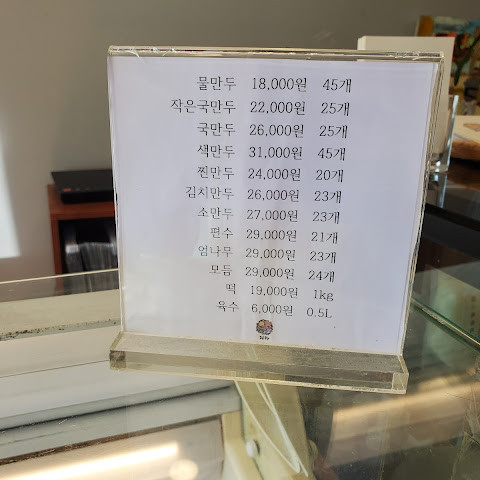 물만두 18,000원 45개
작은국만두 22,000원 25개
국만두 26,000원 25개
색만두 31,000원 45개
찐만두 24,000원 20개
김치만두 26,000원 23개
소만두 27,000원 23개
편수 29,000원 21개
엄나무 29,000원 23개
모듬 29,000원 24개
떡 19,000원 1kg
육수 6,000원 0.5L